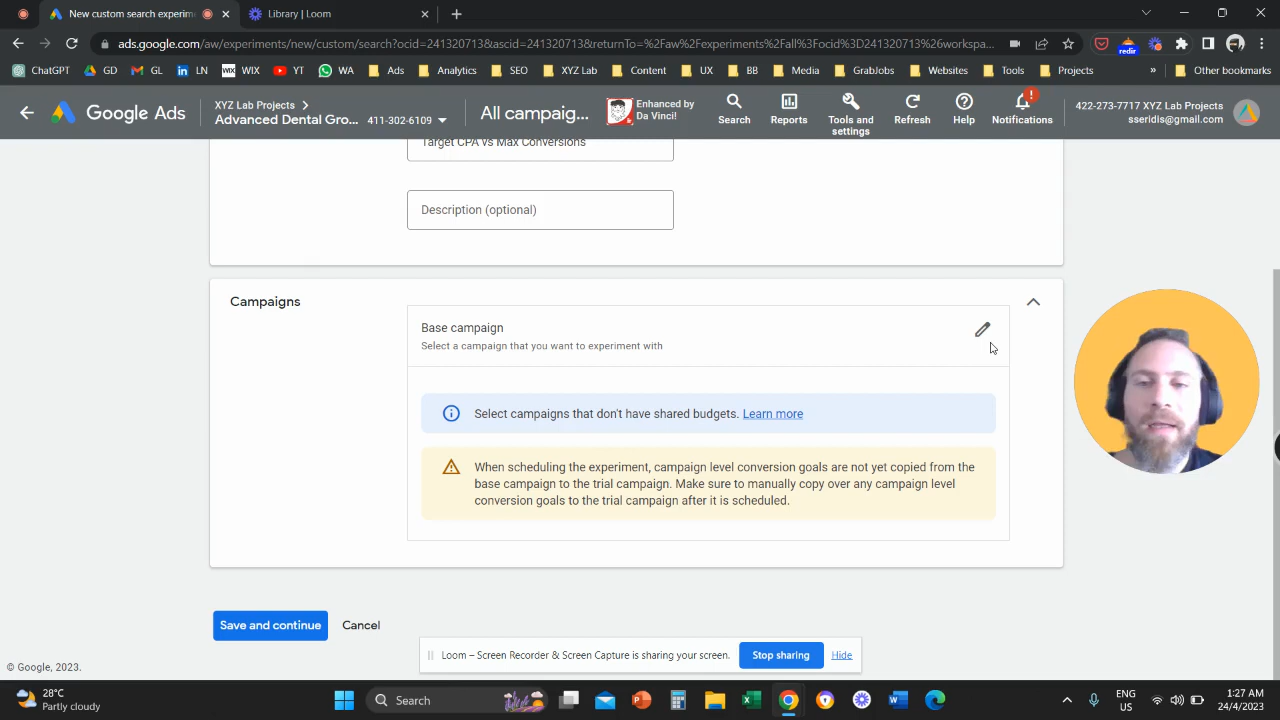 New custom search experim
Library | Loom
ads.google.com/aw/experiments/new/custom/search?ocid=241320713&ascid=241320713&returnTo=%2Faw%2Fexperiments%2Fall%3Focid%3D241320713%26workspa...
redir
ChatGPT
GD
GL
LN
WIX
WIX
YT
WA
Ads
Analytics
SEO
XYZ Lab
Content
UX
BB
Media
GrabJobs
Websites
Tools
Projects
»
Other bookmarks
Google Ads
XYZ Lab Projects
Advanced Dental Gro...
411-302-6109
All campaig...
Enhanced by
Da Vinci!
Search
Reports
Tools and
settings
Refresh
Help
Notifications
422-273-7717 XYZ Lab Projects
sseridis@gmail.com
Target CPA vs Max Conversions
Description (optional)
Campaigns
Base campaign
Select a campaign that you want to experiment with
Select campaigns that don't have shared budgets. Learn more
When scheduling the experiment, campaign level conversion goals are not yet copied from the
base campaign to the trial campaign. Make sure to manually copy over any campaign level
conversion goals to the trial campaign after it is scheduled.
Save and continue
Cancel
Loom – Screen Recorder & Screen Capture is sharing your screen.
Stop sharing
Hide
© Google, 2023.
28°C
Partly cloudy
Search
ENG
US
1:27 AM
24/4/2023